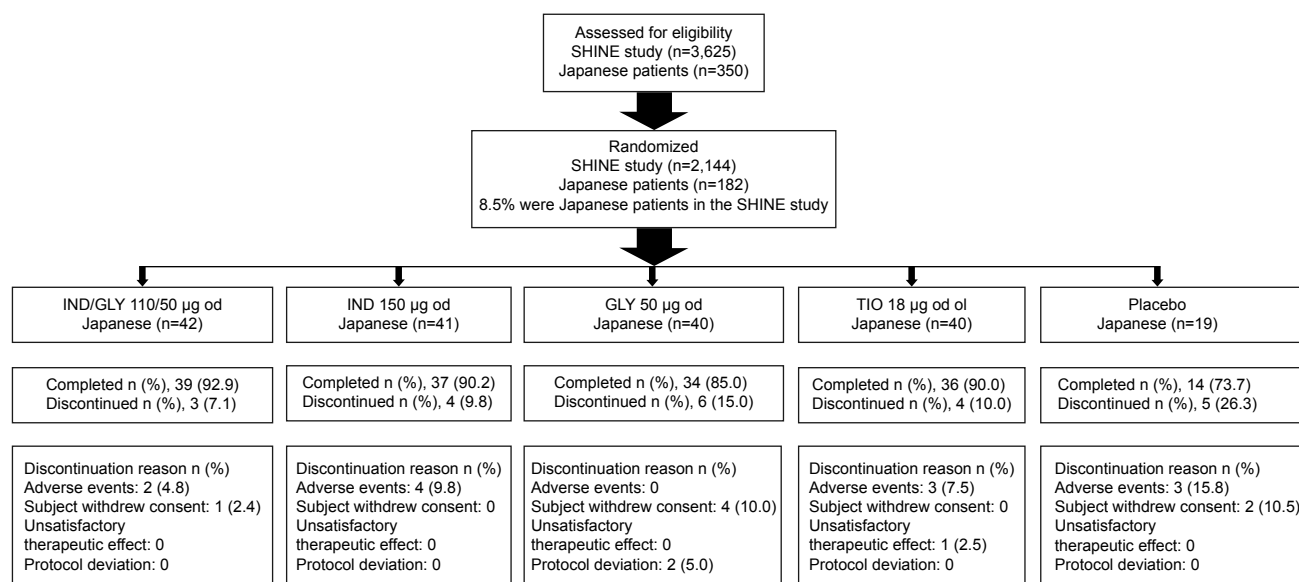 Assessed for eligibility
SHINE study (n=3,625)
Japanese patients (n=350)
Randomized
SHINE study (n=2,144)
Japanese patients (n=182)
8.5% were Japanese patients in the SHINE study
IND/GLY 110/50 µg od
Japanese (n=42)
IND 150 µg od
Japanese (n=41)
GLY 50 µg od
Japanese (n=40)
TIO 18 µg od ol
Japanese (n=40)
Placebo
Japanese (n=19)
Completed n (%), 39 (92.9)
Discontinued n (%), 3 (7.1)
Completed n (%), 37 (90.2)
Discontinued n (%), 4 (9.8)
Completed n (%), 34 (85.0)
Discontinued n (%), 6 (15.0)
Completed n (%), 36 (90.0)
Discontinued n (%), 4 (10.0)
Completed n (%), 14 (73.7)
Discontinued n (%), 5 (26.3)
Discontinuation reason n (%)
Adverse events: 2 (4.8)
Subject withdrew consent: 1 (2.4)
Unsatisfactory
therapeutic effect: 0
Protocol deviation: 0
Discontinuation reason n (%)
Adverse events: 4 (9.8)
Subject withdrew consent: 0
Unsatisfactory
therapeutic effect: 0
Protocol deviation: 0
Discontinuation reason n (%)
Adverse events: 0
Subject withdrew consent: 4 (10.0)
Unsatisfactory
therapeutic effect: 0
Protocol deviation: 2 (5.0)
Discontinuation reason n (%)
Adverse events: 3 (7.5)
Subject withdrew consent: 0
Unsatisfactory
therapeutic effect: 1 (2.5)
Protocol deviation: 0
Discontinuation reason n (%)
Adverse events: 3 (15.8)
Subject withdrew consent: 2 (10.5)
Unsatisfactory
therapeutic effect: 0
Protocol deviation: 0